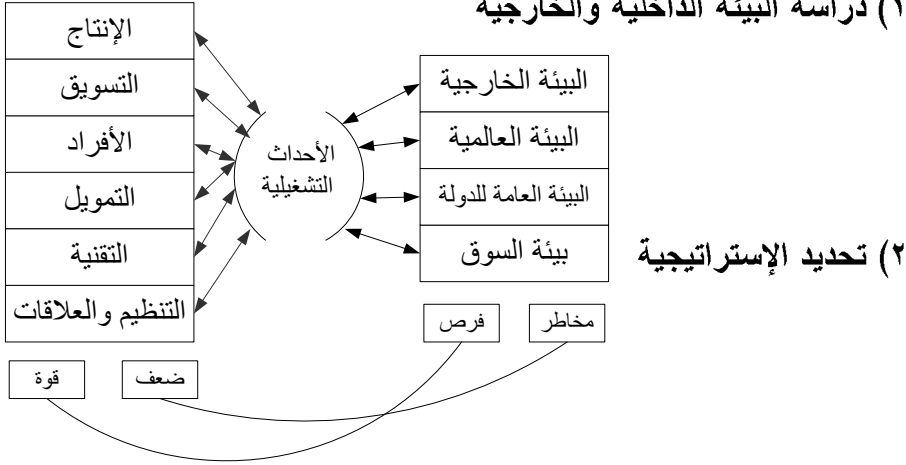 ١) دراسة البيئة الداخلية والخارجية
البيئة الخارجية
البيئة العالمية
البيئة العامة للدولة
بيئة السوق
الأحداث
التشغيلية
الإنتاج
التسويق
الأفراد
التمويل
التقنية
التنظيم والعلاقات
٢) تحديد الإستراتيجية
مخاطر
فرص
ضعف
قوة